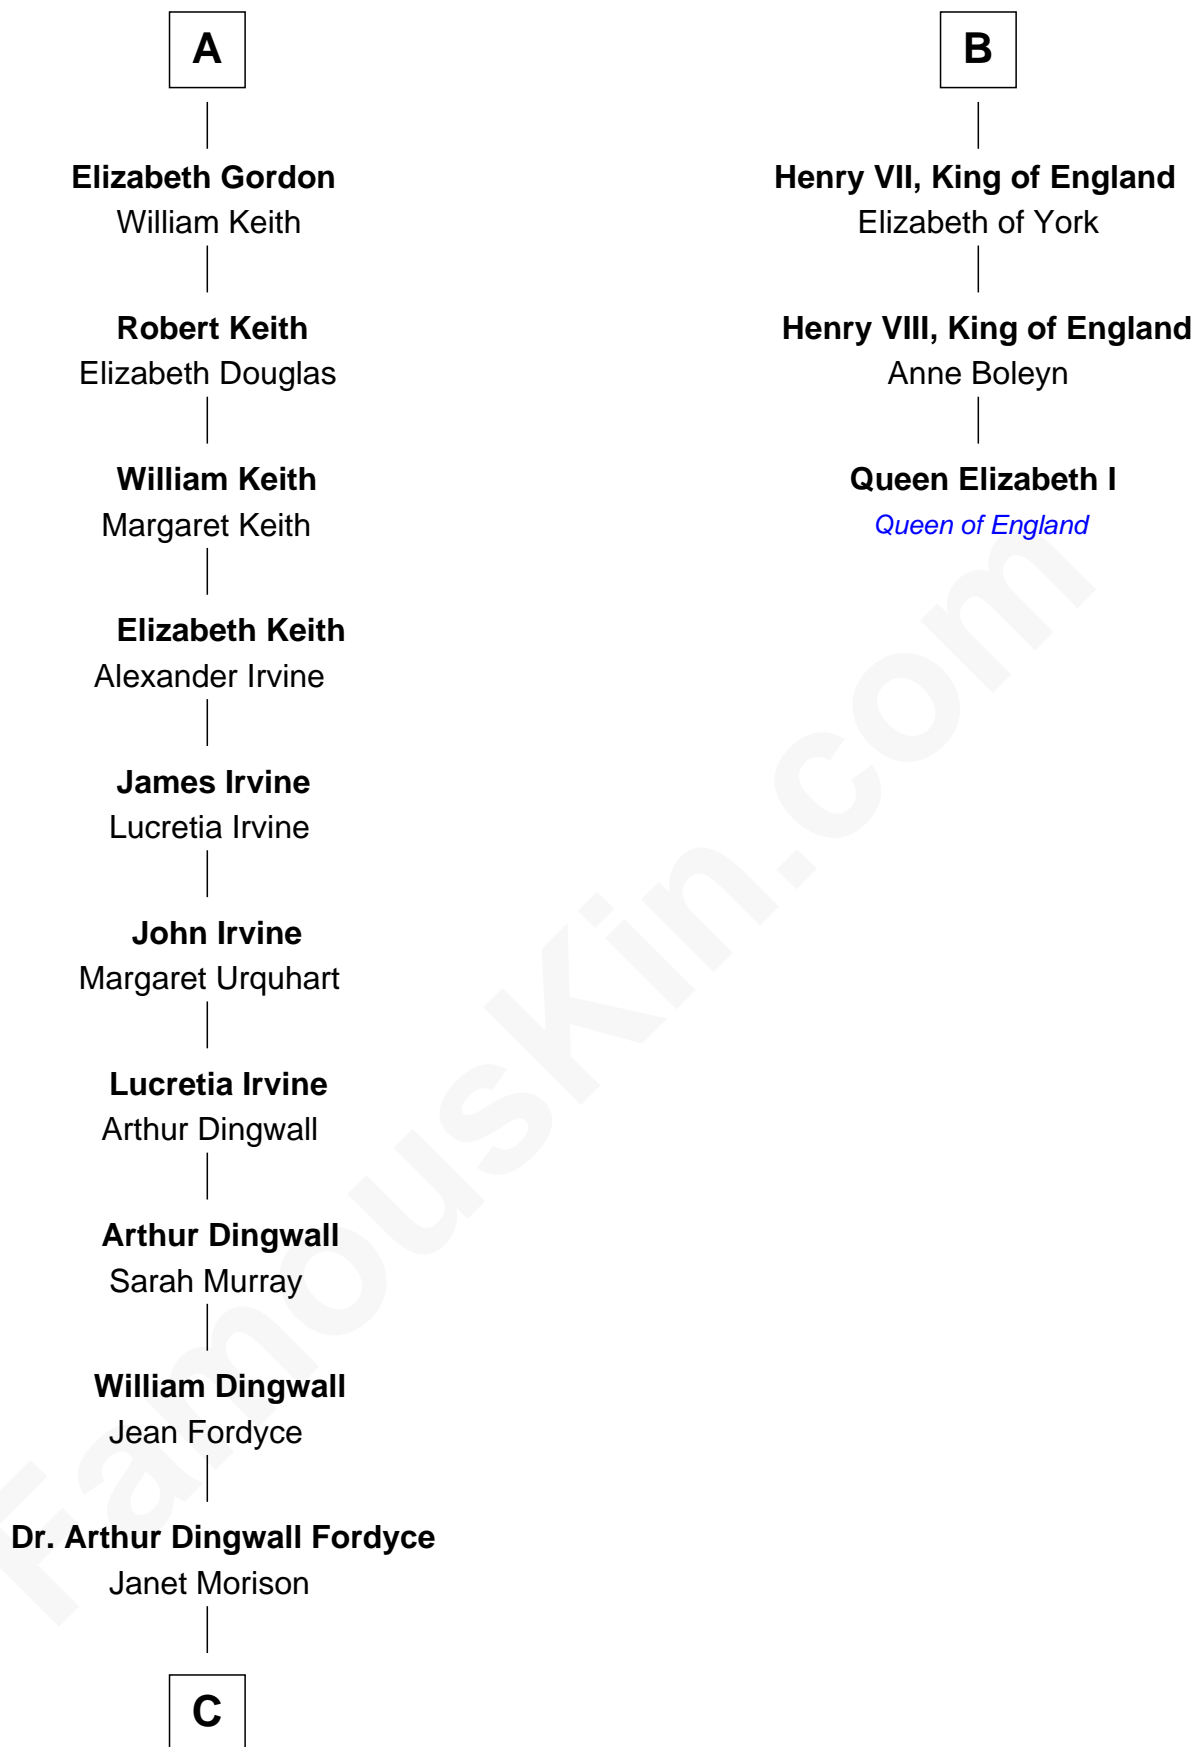 A
Elizabeth Gordon
William Keith
Robert Keith
Elizabeth Douglas
William Keith
Margaret Keith
Elizabeth Keith
Alexander Irvine
James Irvine
Lucretia Irvine
John Irvine
Margaret Urquhart
Lucretia Irvine
Arthur Dingwall
Arthur Dingwall
Sarah Murray
William Dingwall
Jean Fordyce
Dr. Arthur Dingwall Fordyce
Janet Morison
C
B
Henry VII, King of England
Elizabeth of York
Henry VIII, King of England
Anne Boleyn
Queen Elizabeth I
Queen of England
FamousKin.com